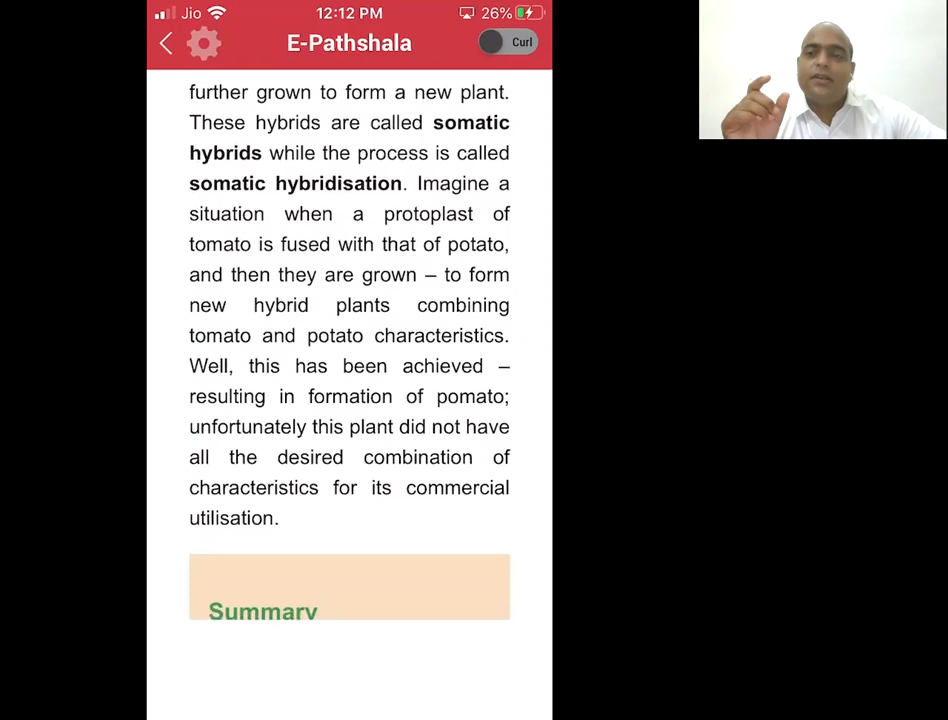 Jio 12:12 PM 26%
E-Pathshala Curl
further grown to form a new plant.
These hybrids are called somatic
hybrids while the process is called
somatic hybridisation. Imagine a
situation when a protoplast of
tomato is fused with that of potato,
and then they are grown – to form
new hybrid plants combining
tomato and potato characteristics.
Well, this has been achieved –
resulting in formation of pomato;
unfortunately this plant did not have
all the desired combination of
characteristics for its commercial
utilisation.
Summary